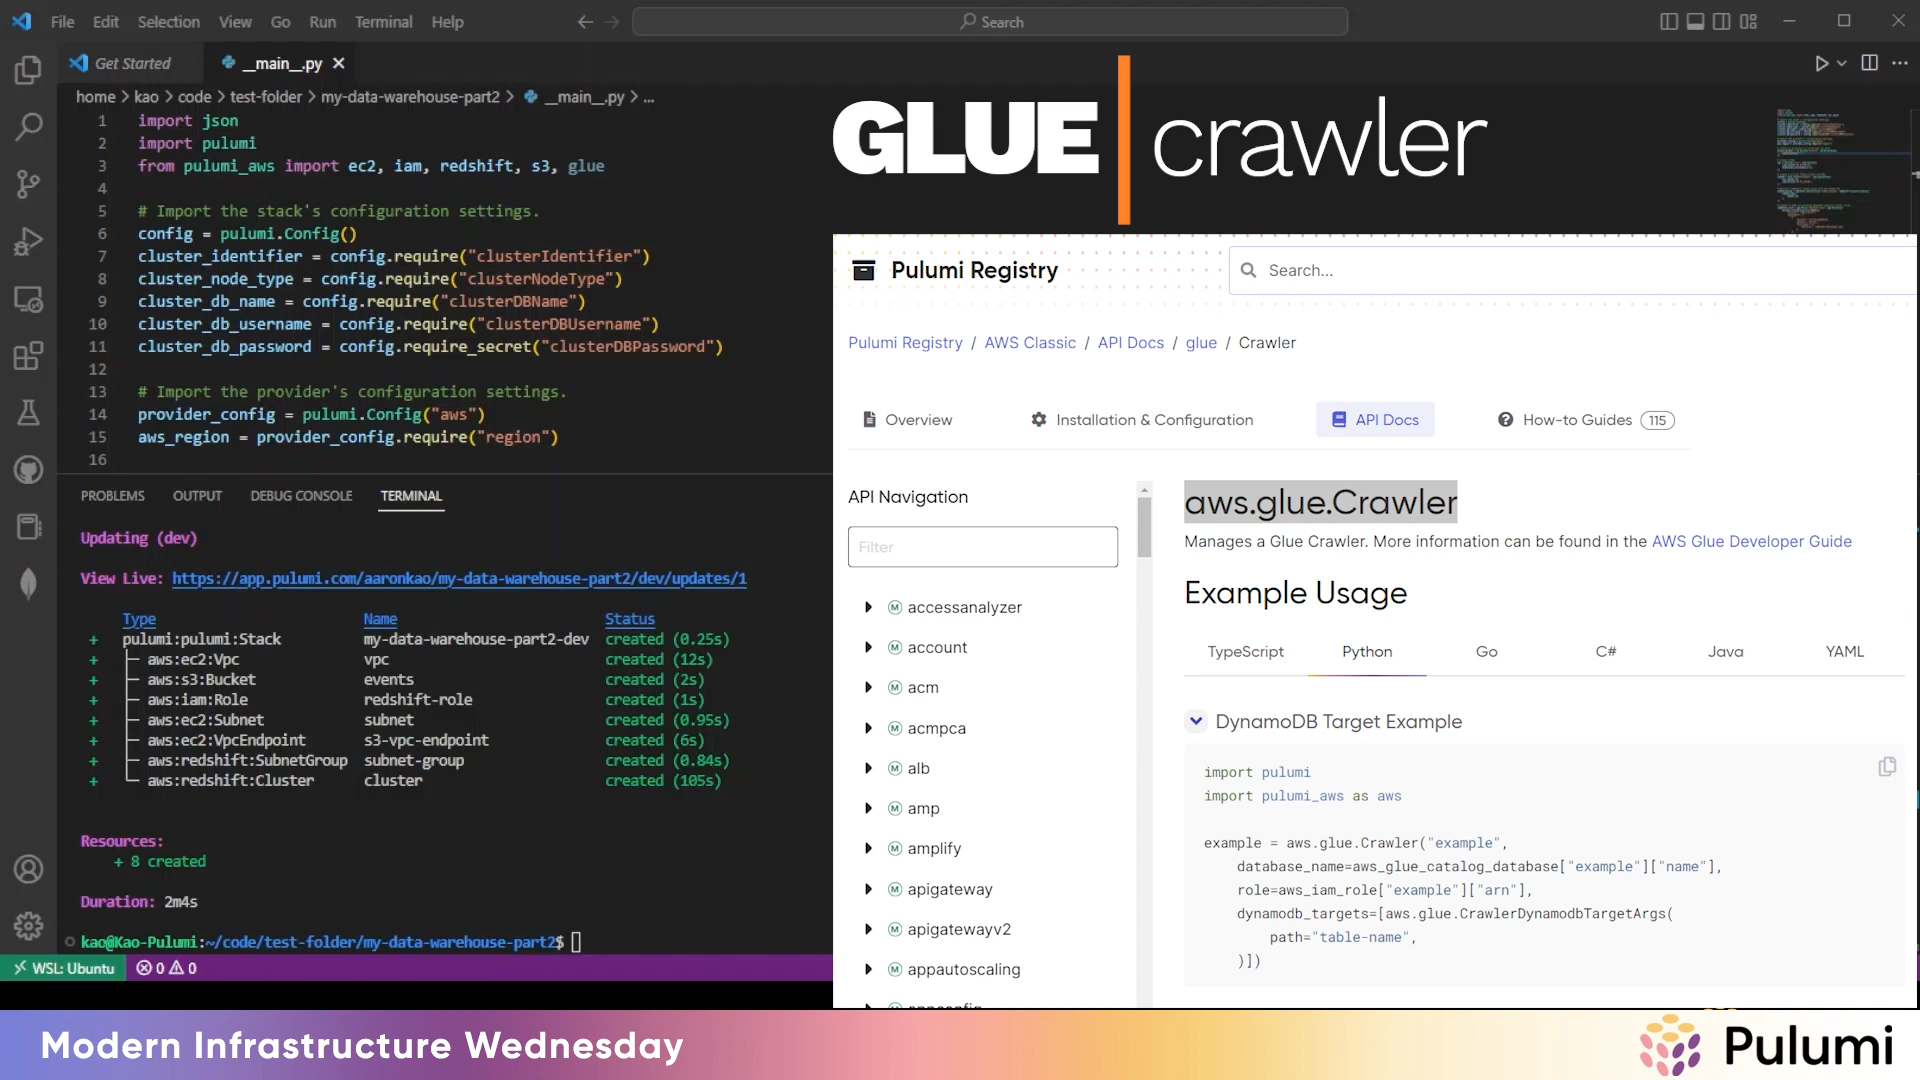 File Edit Selection View Go Run Terminal Help
Search
Get Started
__main__.py
home > kao > code > test-folder > my-data-warehouse-part2 > __main__.py > ...
1 import json
2 import pulumi
3 from pulumi_aws import ec2, iam, redshift, s3, glue
4
5 # Import the stack's configuration settings.
6 config = pulumi.Config()
7 cluster_identifier = config.require("clusterIdentifier")
8 cluster_node_type = config.require("clusterNodeType")
9 cluster_db_name = config.require("clusterDBName")
10 cluster_db_username = config.require("clusterDBUsername")
11 cluster_db_password = config.require_secret("clusterDBPassword")
12
13 # Import the provider's configuration settings.
14 provider_config = pulumi.Config("aws")
15 aws_region = provider_config.require("region")
16
PROBLEMS OUTPUT DEBUG CONSOLE TERMINAL
Updating (dev)
View Live: https://app.pulumi.com/aaronkao/my-data-warehouse-part2/dev/updates/1
Type Name Status
+ pulumi:pulumi:Stack my-data-warehouse-part2-dev created (0.25s)
+ ├─ aws:ec2:Vpc vpc created (12s)
+ ├─ aws:s3:Bucket events created (2s)
+ ├─ aws:iam:Role redshift-role created (1s)
+ ├─ aws:ec2:Subnet subnet created (0.95s)
+ ├─ aws:ec2:VpcEndpoint s3-vpc-endpoint created (6s)
+ ├─ aws:redshift:SubnetGroup subnet-group created (0.84s)
+ └─ aws:redshift:Cluster cluster created (105s)
Resources:
+ 8 created
Duration: 2m4s
kao@Kao-Pulumi:~/code/test-folder/my-data-warehouse-part2$
WSL: Ubuntu 0 0
GLUE crawler
Pulumi Registry
Search...
Pulumi Registry / AWS Classic / API Docs / glue / Crawler
Overview
Installation & Configuration
API Docs
How-to Guides 115
API Navigation
Filter
M accessanalyzer
M account
M acm
M acmpca
M alb
M amp
M amplify
M apigateway
M apigatewayv2
M appautoscaling
aws.glue.Crawler
Manages a Glue Crawler. More information can be found in the AWS Glue Developer Guide
Example Usage
TypeScript Python Go C# Java YAML
DynamoDB Target Example
import pulumi
import pulumi_aws as aws
example = aws.glue.Crawler("example",
database_name=aws_glue_catalog_database["example"]["name"],
role=aws_iam_role["example"]["arn"],
dynamodb_targets=[aws.glue.CrawlerDynamodbTargetArgs(
path="table-name",
)])
Modern Infrastructure Wednesday
Pulumi